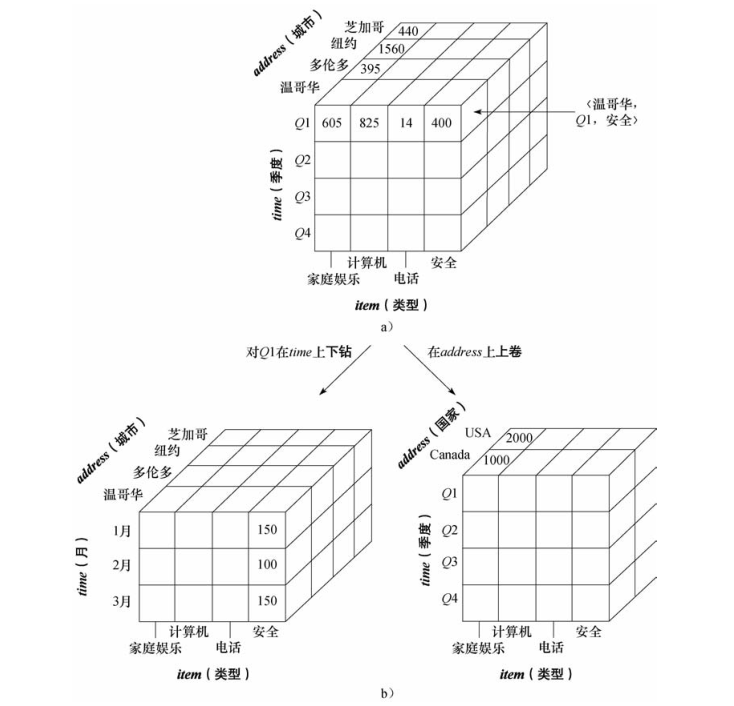 芝加哥
纽约
多伦多
温哥华
address（城市）
440
1560
395
Q1 605 825 14 400
Q2
Q3
Q4
time（季度）
〈温哥华，
Q1，安全〉
计算机 安全
家庭娱乐 电话
item（类型）
a）
对Q1在time上下钻
在address上上卷
address（城市）
芝加哥
纽约
多伦多
温哥华
1月 150
2月 100
3月 150
time（月）
计算机 安全
家庭娱乐 电话
item（类型）
address（国家）
USA 2000
Canada 1000
Q1
Q2
Q3
Q4
time（季度）
计算机 安全
家庭娱乐 电话
item（类型）
b）